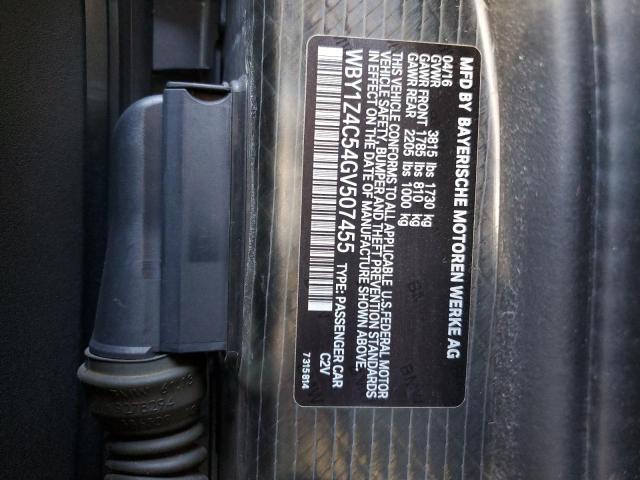 MFD BY BAYERISCHE MOTOREN WERKE AG
04/16
GVWR 3815 lbs 1730 kg
GAWR FRONT 1785 lbs 810 kg
GAWR REAR 2205 lbs 1000 kg
THIS VEHICLE CONFORMS TO ALL APPLICABLE U.S.FEDERAL MOTOR
VEHICLE SAFETY, BUMPER AND THEFT PREVENTION STANDARDS
IN EFFECT ON THE DATE OF MANUFACTURE SHOWN ABOVE.
WBY1Z4C54GV507455 TYPE: PASSENGER CAR
C2V
7315814